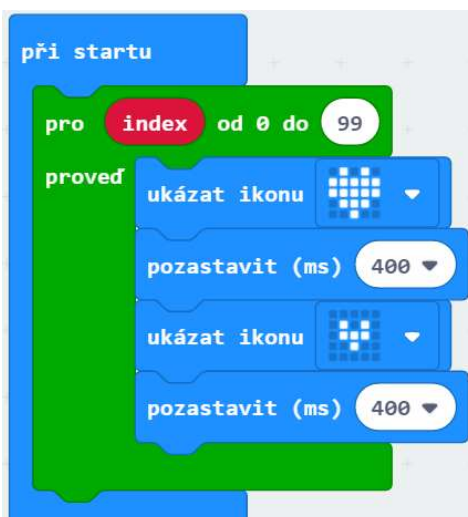 při startu
pro index od 0 do 99
proveď
ukázat ikonu
pozastavit (ms) 400
ukázat ikonu
pozastavit (ms) 400